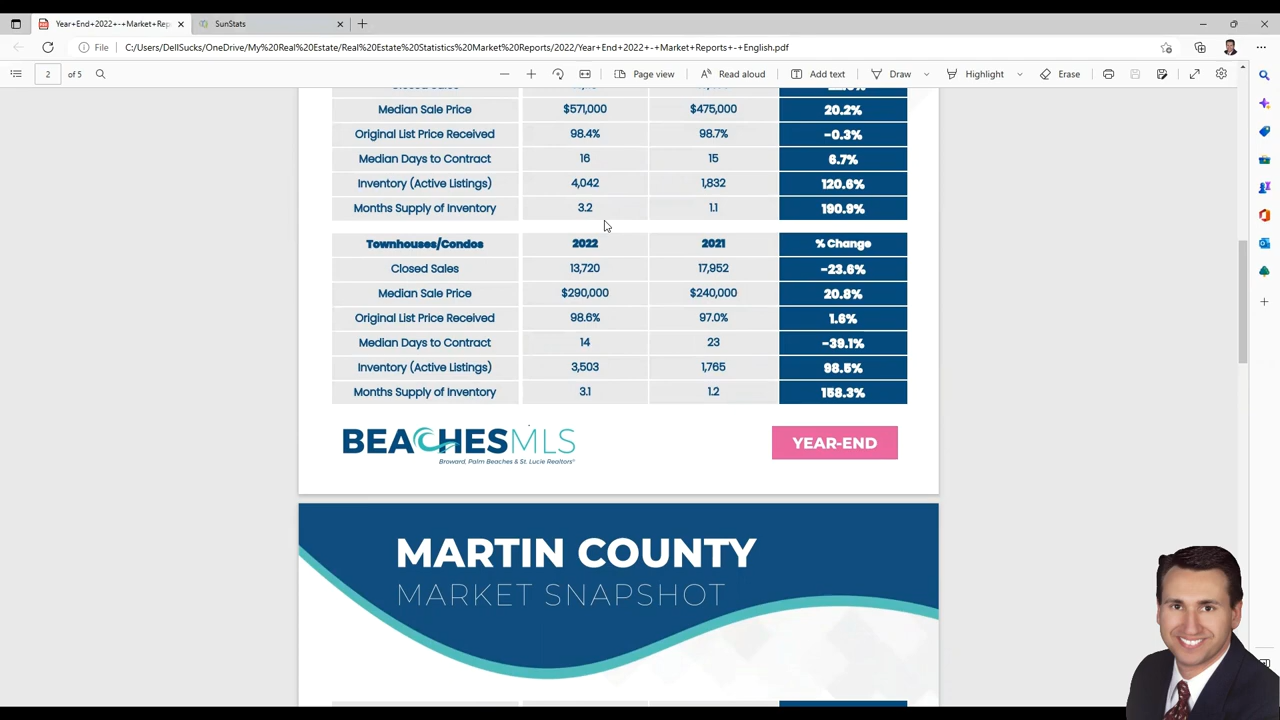 Year+End+2022+-+Market+Rep
SunStats
File
C:/Users/DellSucks/OneDrive/My%20Real%20Estate/Real%20Estate%20Statistics%20Market%20Reports/2022/Year+End+2022+-+Market+Reports+-+English.pdf
2 of 5
Page view
Read aloud
Add text
Draw
Highlight
Erase
Median Sale Price $571,000 $475,000 20.2%
Original List Price Received 98.4% 98.7% -0.3%
Median Days to Contract 16 15 6.7%
Inventory (Active Listings) 4,042 1,832 120.6%
Months Supply of Inventory 3.2 1.1 190.9%
Townhouses/Condos 2022 2021 % Change
Closed Sales 13,720 17,952 -23.6%
Median Sale Price $290,000 $240,000 20.8%
Original List Price Received 98.6% 97.0% 1.6%
Median Days to Contract 14 23 -39.1%
Inventory (Active Listings) 3,503 1,765 98.5%
Months Supply of Inventory 3.1 1.2 158.3%
BEACHESMLS
Broward, Palm Beaches & St. Lucie Realtors®
YEAR-END
MARTIN COUNTY
MARKET SNAPSHOT